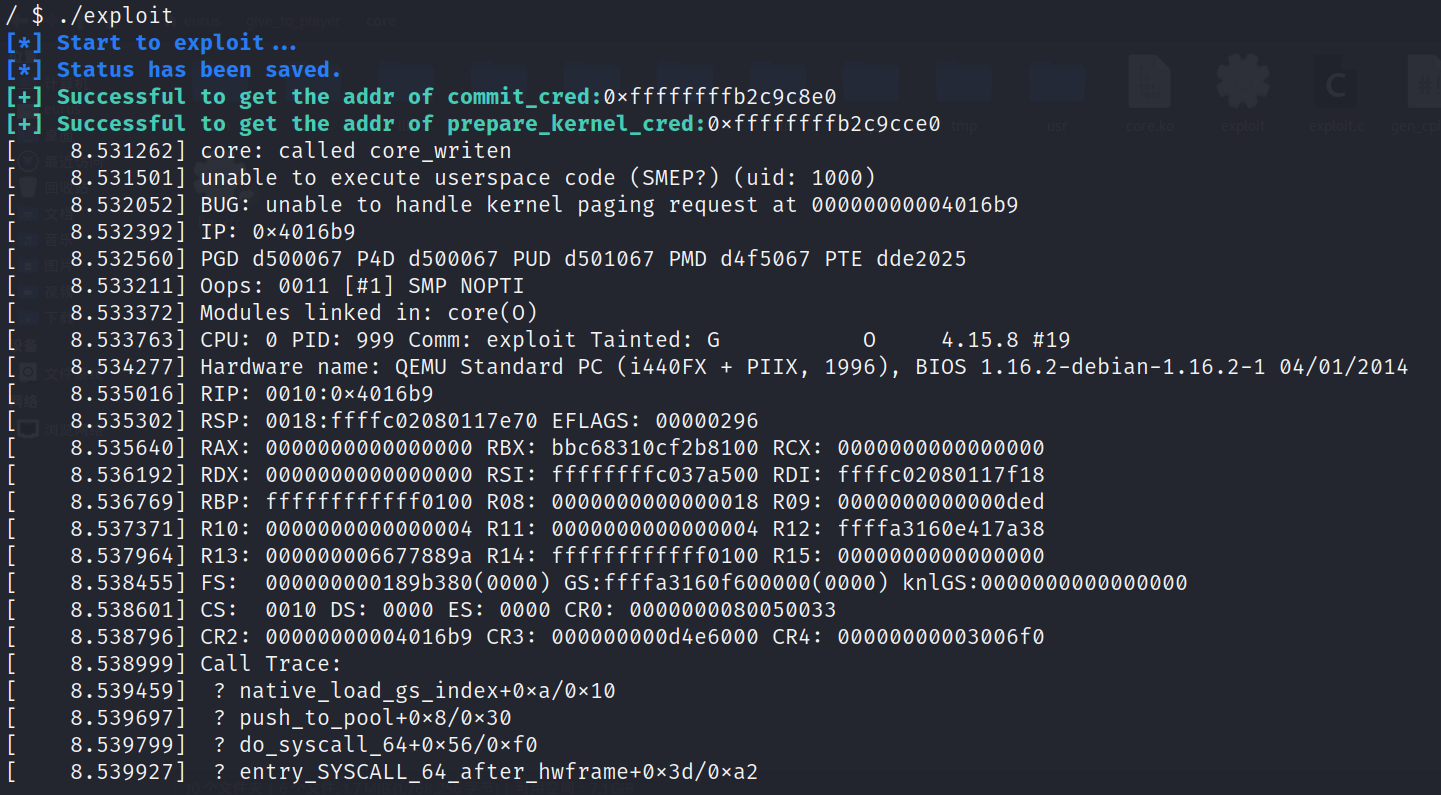 / $ ./exploit
[*] Start to exploit...
[*] Status has been saved.
[+] Successful to get the addr of commit_cred:0×ffffffffb2c9c8e0
[+] Successful to get the addr of prepare_kernel_cred:0×ffffffffb2c9cce0
[    8.531262] core: called core_writen
[    8.531501] unable to execute userspace code (SMEP?) (uid: 1000)
[    8.532052] BUG: unable to handle kernel paging request at 00000000004016b9
[    8.532392] IP: 0×4016b9
[    8.532560] PGD d500067 P4D d500067 PUD d501067 PMD d4f5067 PTE dde2025
[    8.533211] Oops: 0011 [#1] SMP NOPTI
[    8.533372] Modules linked in: core(O)
[    8.533763] CPU: 0 PID: 999 Comm: exploit Tainted: G           O     4.15.8 #19
[    8.534277] Hardware name: QEMU Standard PC (i440FX + PIIX, 1996), BIOS 1.16.2-debian-1.16.2-1 04/01/2014
[    8.535016] RIP: 0010:0×4016b9
[    8.535302] RSP: 0018:ffffc02080117e70 EFLAGS: 00000296
[    8.535640] RAX: 0000000000000000 RBX: bbc68310cf2b8100 RCX: 0000000000000000
[    8.536192] RDX: 0000000000000000 RSI: ffffffffc037a500 RDI: ffffc02080117f18
[    8.536769] RBP: ffffffffffff0100 R08: 0000000000000018 R09: 0000000000000ded
[    8.537371] R10: 0000000000000004 R11: 0000000000000004 R12: ffffa3160e417a38
[    8.537964] R13: 000000006677889a R14: ffffffffffff0100 R15: 0000000000000000
[    8.538455] FS:  000000000189b380(0000) GS:ffffa3160f600000(0000) knlGS:0000000000000000
[    8.538601] CS:  0010 DS: 0000 ES: 0000 CR0: 0000000080050033
[    8.538796] CR2: 00000000004016b9 CR3: 000000000d4e6000 CR4: 00000000003006f0
[    8.538999] Call Trace:
[    8.539459]  ? native_load_gs_index+0×a/0×10
[    8.539697]  ? push_to_pool+0×8/0×30
[    8.539799]  ? do_syscall_64+0×56/0×f0
[    8.539927]  ? entry_SYSCALL_64_after_hwframe+0×3d/0×a2